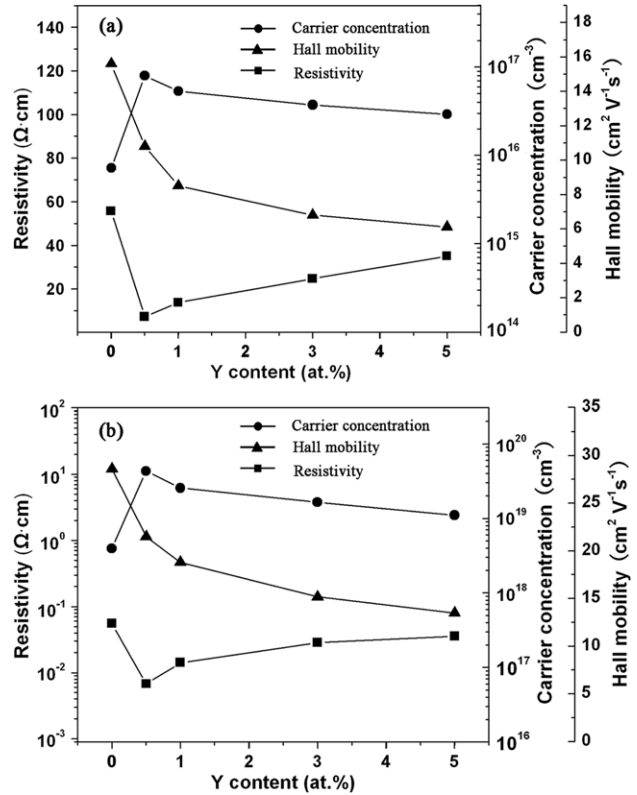 (a)
Carrier concentration
Hall mobility
Resistivity
140
120
100
80
60
40
20
Resistivity (Ω·cm)
10^17
10^16
10^15
10^14
Carrier concentration (cm^-3)
18
16
14
12
10
8
6
4
2
0
Hall mobility (cm^2 V^-1s^-1)
0 1 2 3 4 5
Y content (at.%)
(b)
Carrier concentration
Hall mobility
Resistivity
10^2
10^1
10^0
10^-1
10^-2
10^-3
Resistivity (Ω·cm)
10^20
10^19
10^18
10^17
10^16
Carrier concentration (cm^-3)
35
30
25
20
15
10
5
0
Hall mobility (cm^2 V^-1s^-1)
0 1 2 3 4 5
Y content (at.%)